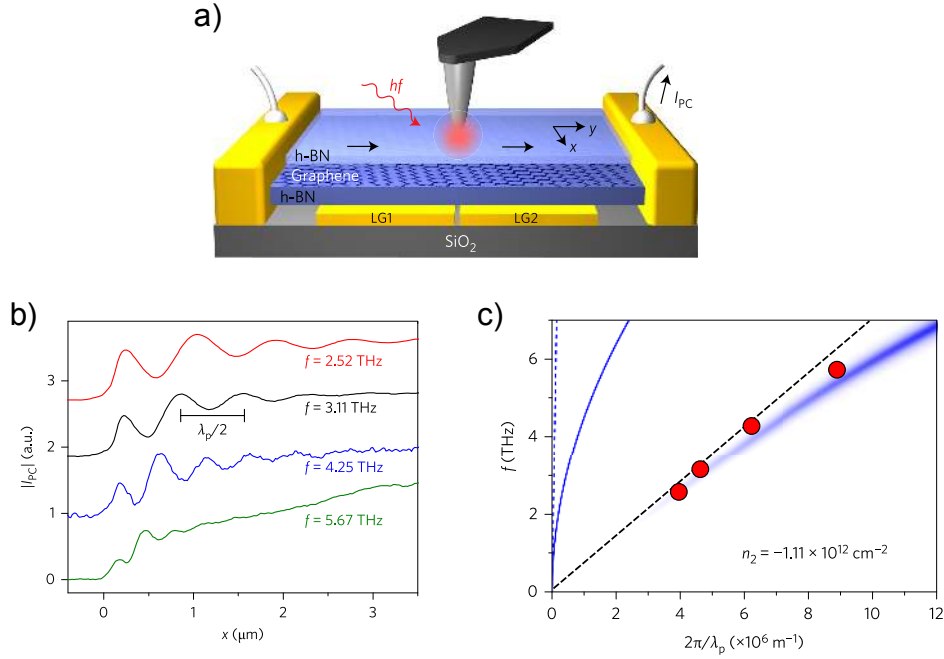 a)
hf
I_PC
y
x
h-BN
Graphene
h-BN
LG1 LG2
SiO₂
b)
|I_PC| (a.u.)
3
2
1
0
f = 2.52 THz
f = 3.11 THz
λ_p/2
f = 4.25 THz
f = 5.67 THz
0 1 2 3
x (μm)
c)
f (THz)
6
4
2
0
n₂ = −1.11 × 10¹² cm⁻²
0 2 4 6 8 10 12
2π/λ_p (×10⁶ m⁻¹)